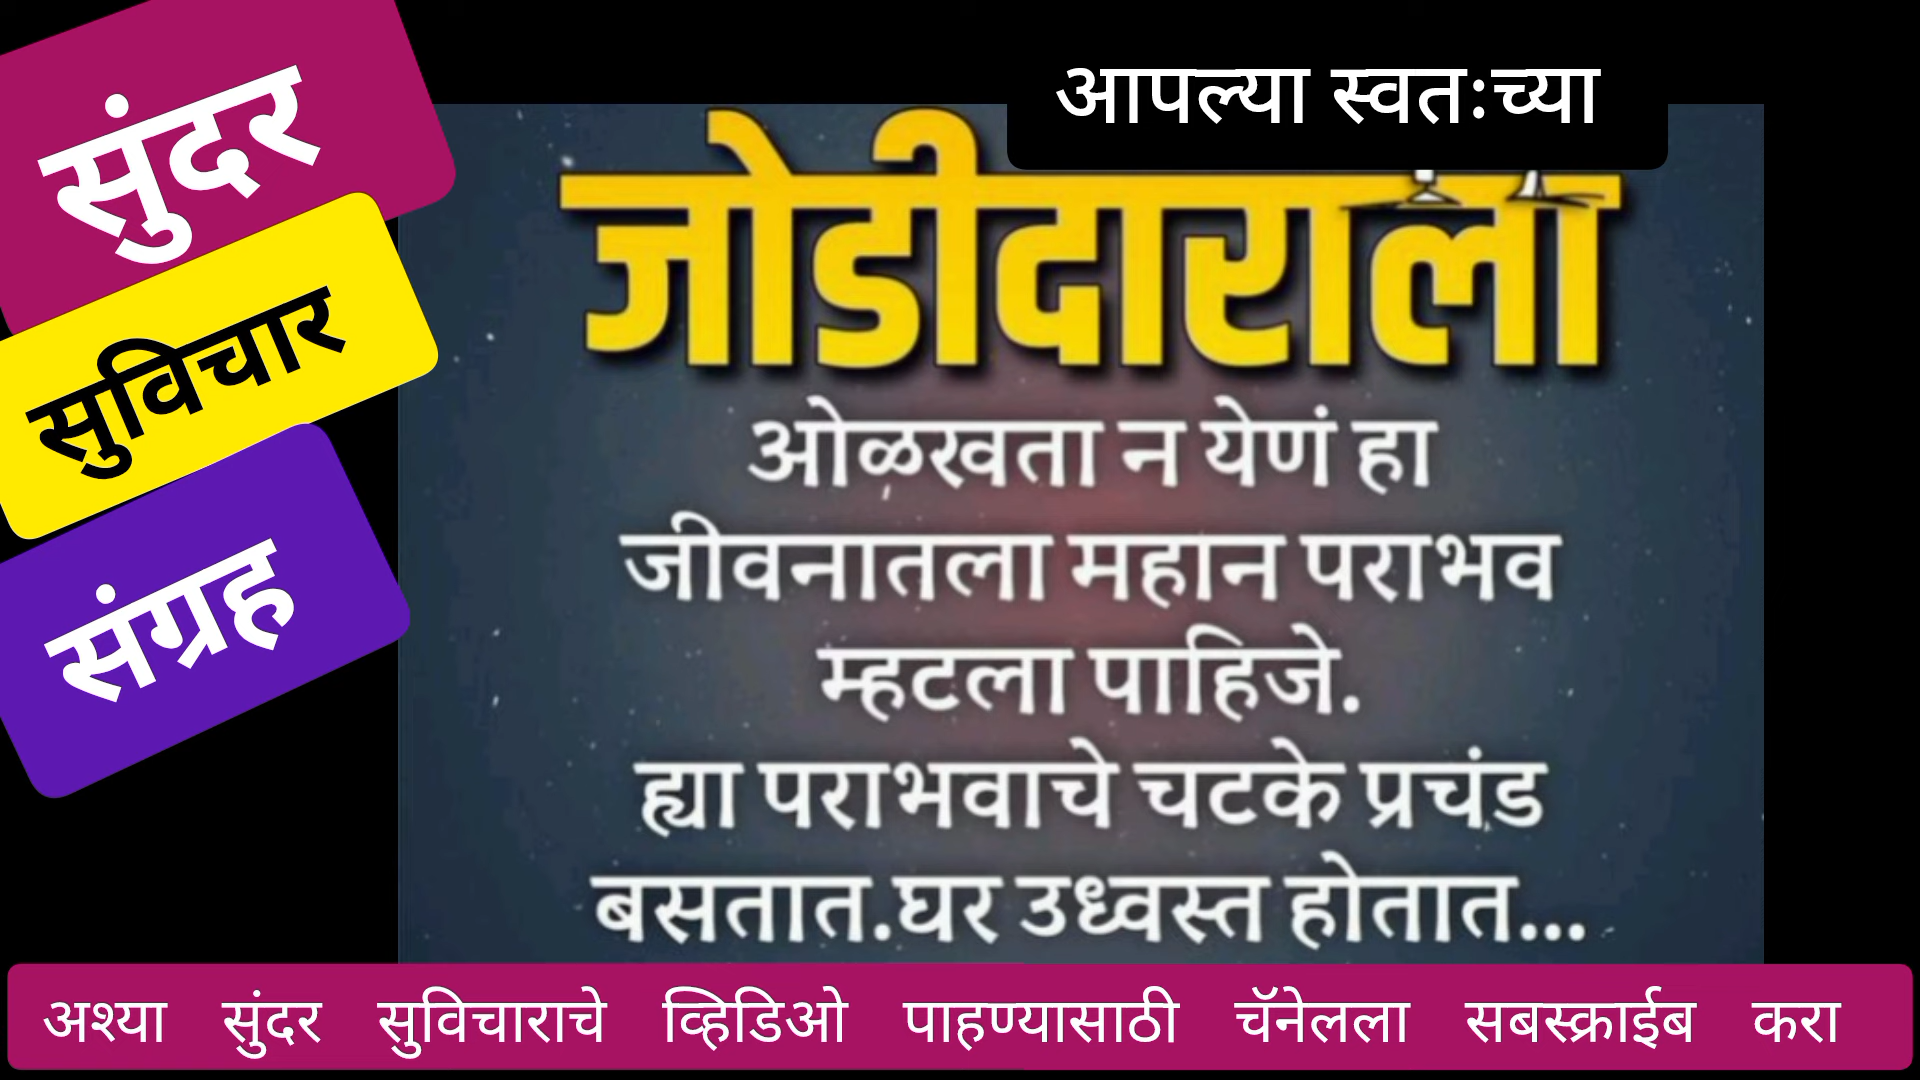 सुंदर
सुविचार
संग्रह
आपल्या स्वतःच्या
जोडीदाराला
ओळखता न येणं हा
जीवनातला महान पराभव
म्हटला पाहिजे.
ह्या पराभवाचे चटके प्रचंड
बसतात.घर उध्वस्त होतात...
अश्या सुंदर सुविचाराचे व्हिडिओ पाहण्यासाठी चॅनेलला सबस्क्राईब करा